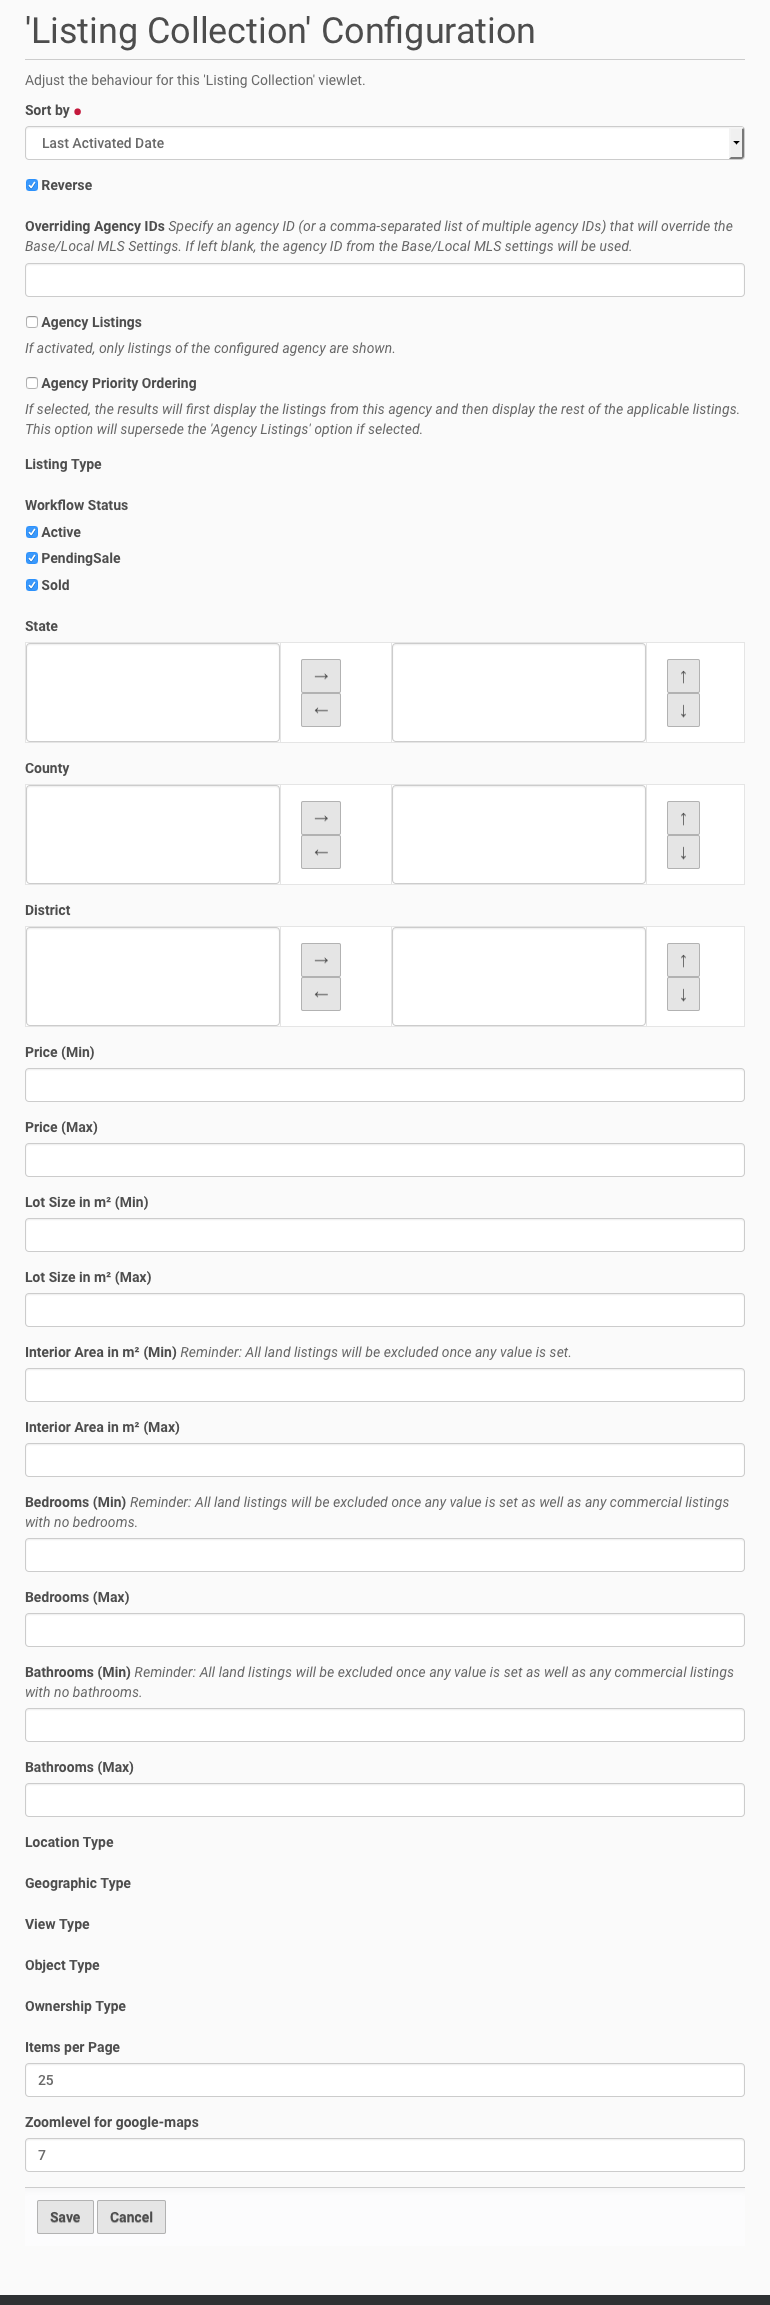 'Listing Collection' Configuration
Adjust the behaviour for this 'Listing Collection' viewlet.
Sort by
Last Activated Date
Reverse
Overriding Agency IDs Specify an agency ID (or a comma-separated list of multiple agency IDs) that will override the
Base/Local MLS Settings. If left blank, the agency ID from the Base/Local MLS settings will be used.
Agency Listings
If activated, only listings of the configured agency are shown.
Agency Priority Ordering
If selected, the results will first display the listings from this agency and then display the rest of the applicable listings.
This option will supersede the 'Agency Listings' option if selected.
Listing Type
Workflow Status
Active
PendingSale
Sold
State
→
←
↑
↓
County
→
←
↑
↓
District
→
←
↑
↓
Price (Min)
Price (Max)
Lot Size in m² (Min)
Lot Size in m² (Max)
Interior Area in m² (Min) Reminder: All land listings will be excluded once any value is set.
Interior Area in m² (Max)
Bedrooms (Min) Reminder: All land listings will be excluded once any value is set as well as any commercial listings
with no bedrooms.
Bedrooms (Max)
Bathrooms (Min) Reminder: All land listings will be excluded once any value is set as well as any commercial listings
with no bathrooms.
Bathrooms (Max)
Location Type
Geographic Type
View Type
Object Type
Ownership Type
Items per Page
25
Zoomlevel for google-maps
7
Save Cancel